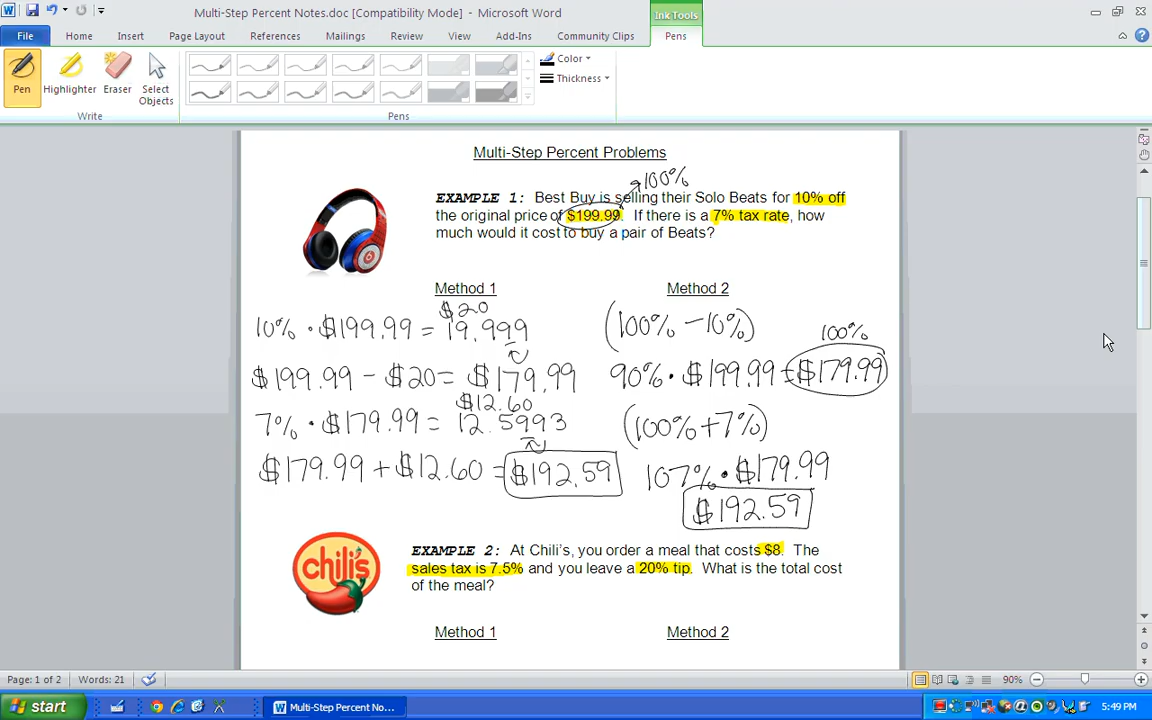 Multi-Step Percent Notes.doc [Compatibility Mode] - Microsoft Word
Ink Tools
File Home Insert Page Layout References Mailings Review View Add-Ins Community Clips Pens
Pen Highlighter Eraser Select Objects
Color
Thickness
Write Pens
Multi-Step Percent Problems
100%
EXAMPLE 1: Best Buy is selling their Solo Beats for 10% off
the original price of $199.99. If there is a 7% tax rate, how
much would it cost to buy a pair of Beats?
Method 1 Method 2
$20
10% · $199.99 = 19.999 (100% - 10%)
100%
$199.99 - $20 = $179.99 90% · $199.99 = $179.99
$12.60
7% · $179.99 = 12.5993 (100% + 7%)
$179.99 + $12.60 = $192.59 107% · $179.99
$192.59
chili's
EXAMPLE 2: At Chili's, you order a meal that costs $8. The
sales tax is 7.5% and you leave a 20% tip. What is the total cost
of the meal?
Method 1 Method 2
Page: 1 of 2 Words: 21 90%
start Multi-Step Percent No... 5:49 PM